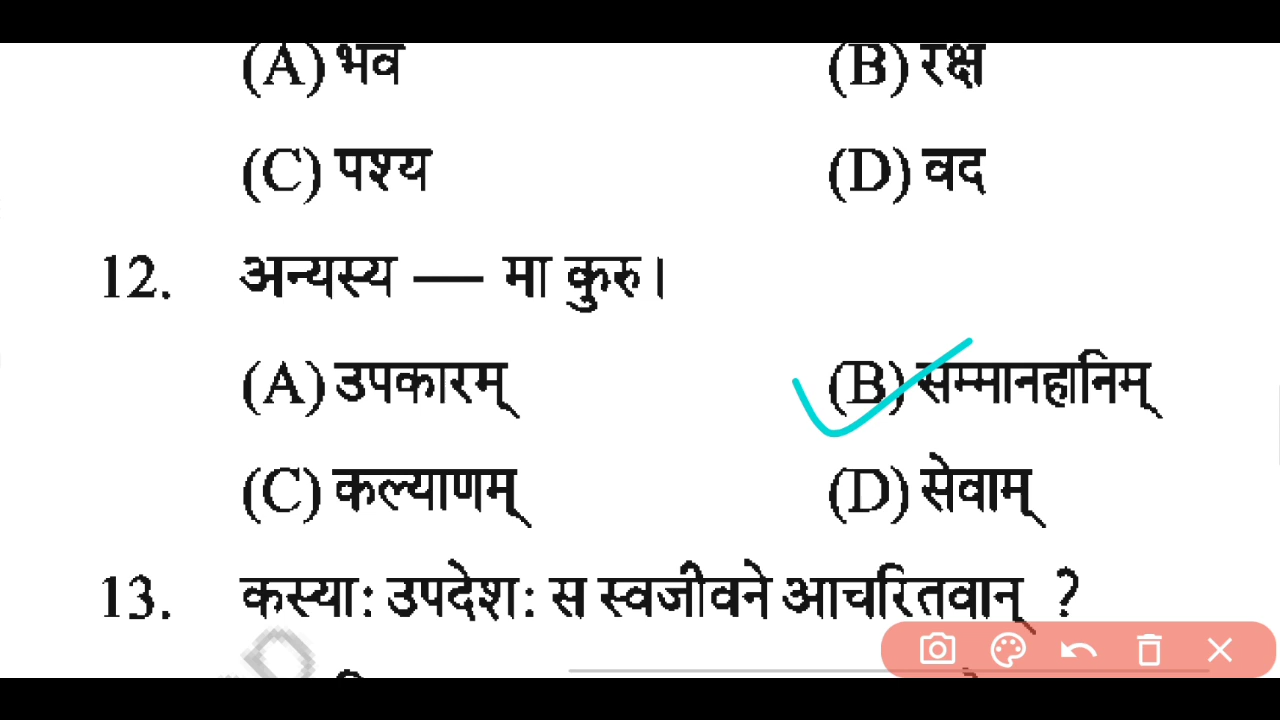 (A) भव (B) रक्ष
(C) पश्य (D) वद
12. अन्यस्य — मा कुरु।
(A) उपकारम् (B) सम्मानहानिम्
(C) कल्याणम् (D) सेवाम्
13. कस्याः उपदेशः स स्वजीवने आचरितवान् ?